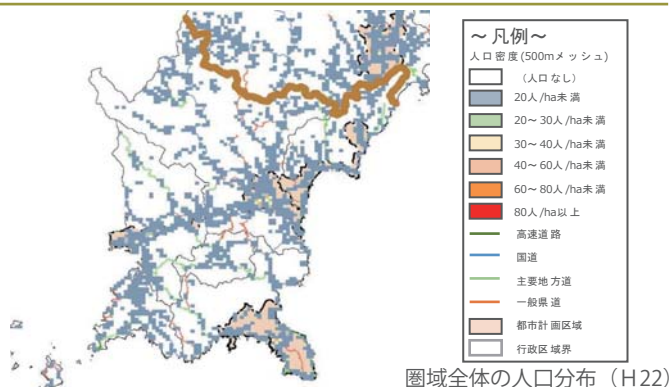 ～凡例～
人口密度(500mメッシュ)
（人口なし）
20人/ha未満
20～30人/ha未満
30～40人/ha未満
40～60人/ha未満
60～80人/ha未満
80人/ha以上
高速道路
国道
主要地方道
一般県道
都市計画区域
行政区域界
圏域全体の人口分布（H22）